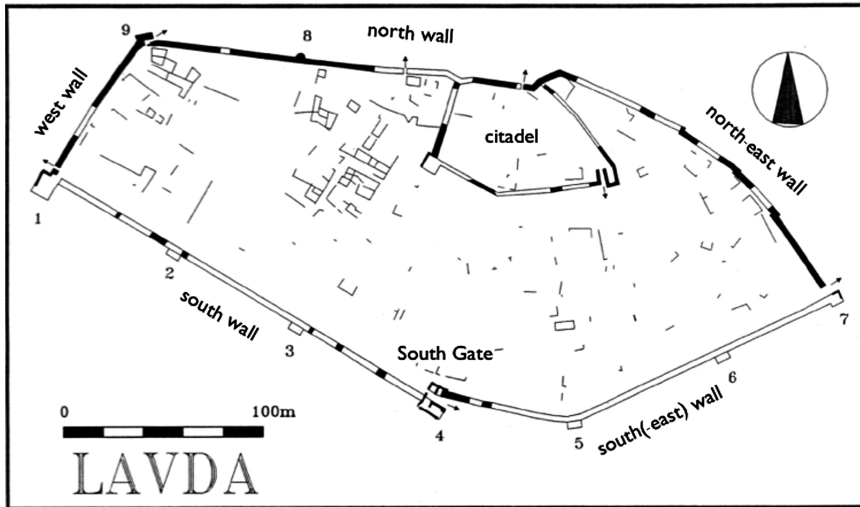 9
8
north wall
west wall
citadel
north-east wall
1
2
south wall
3
South Gate
7
6
4
5
south(-east) wall
0
100m
LAVDA